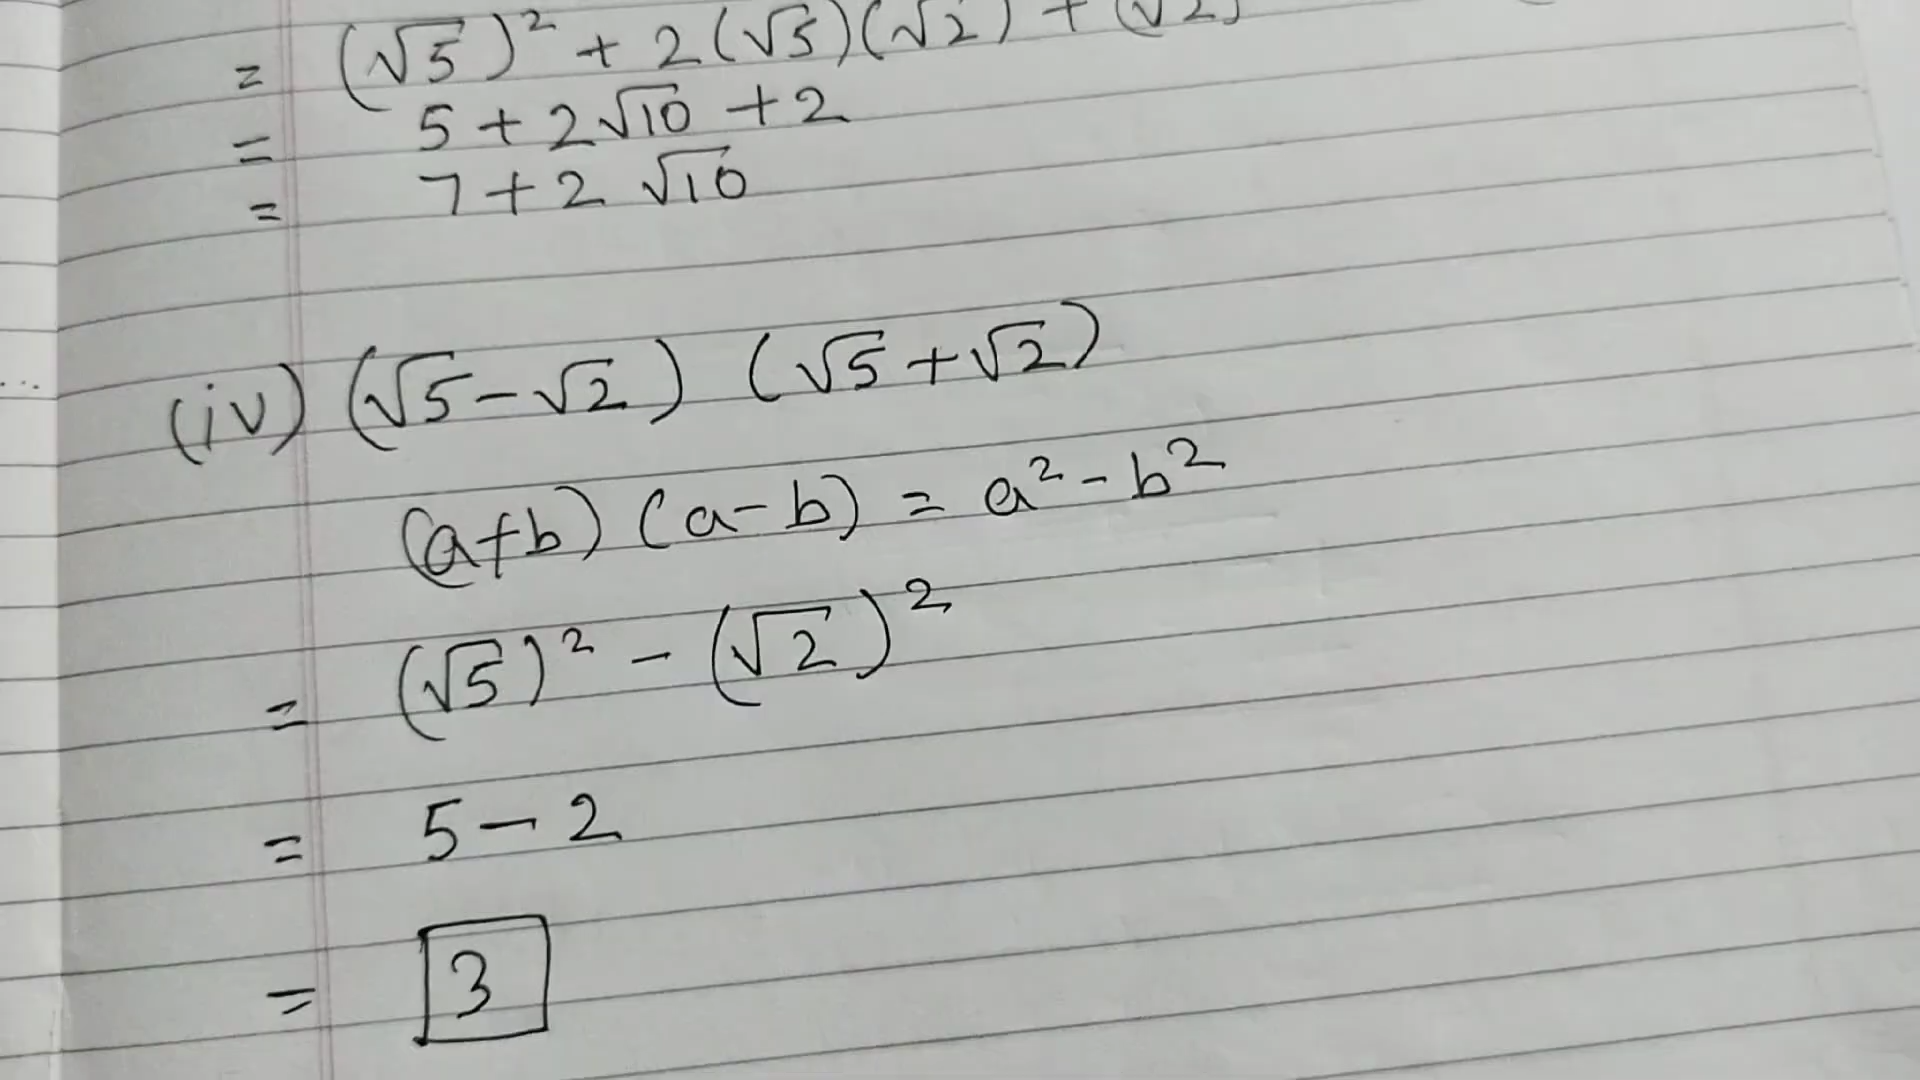 = (√5)² + 2(√5)(√2) + (√2)
= 5 + 2√10 + 2
= 7 + 2 √10
(iv) (√5-√2) (√5+√2)
(a+b) (a-b) = a² - b²
= (√5)² - (√2)²
= 5 - 2
= 3